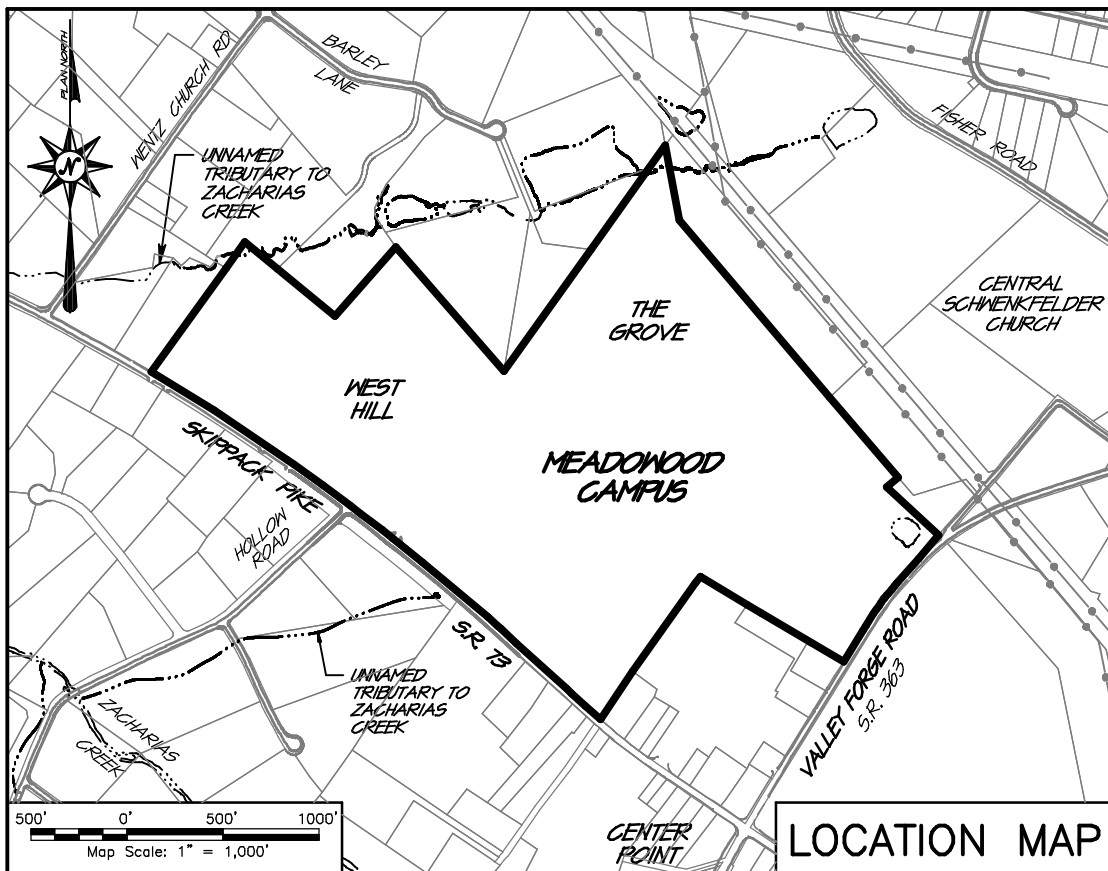 PLAN NORTH
N
WENTZ CHURCH RD
BARLEY
LANE
FISHER ROAD
UNNAMED
TRIBUTARY TO
ZACHARIAS
CREEK
CENTRAL
SCHWENKFELDER
CHURCH
THE
GROVE
WEST
HILL
MEADOWOOD
CAMPUS
SKIPPACK PIKE
HOLLOW
ROAD
S.R. 73
VALLEY FORGE ROAD
S.R. 363
UNNAMED
TRIBUTARY TO
ZACHARIAS
CREEK
ZACHARIAS
CREEK
CENTER
POINT
500' 0' 500' 1000'
Map Scale: 1" = 1,000'
LOCATION MAP